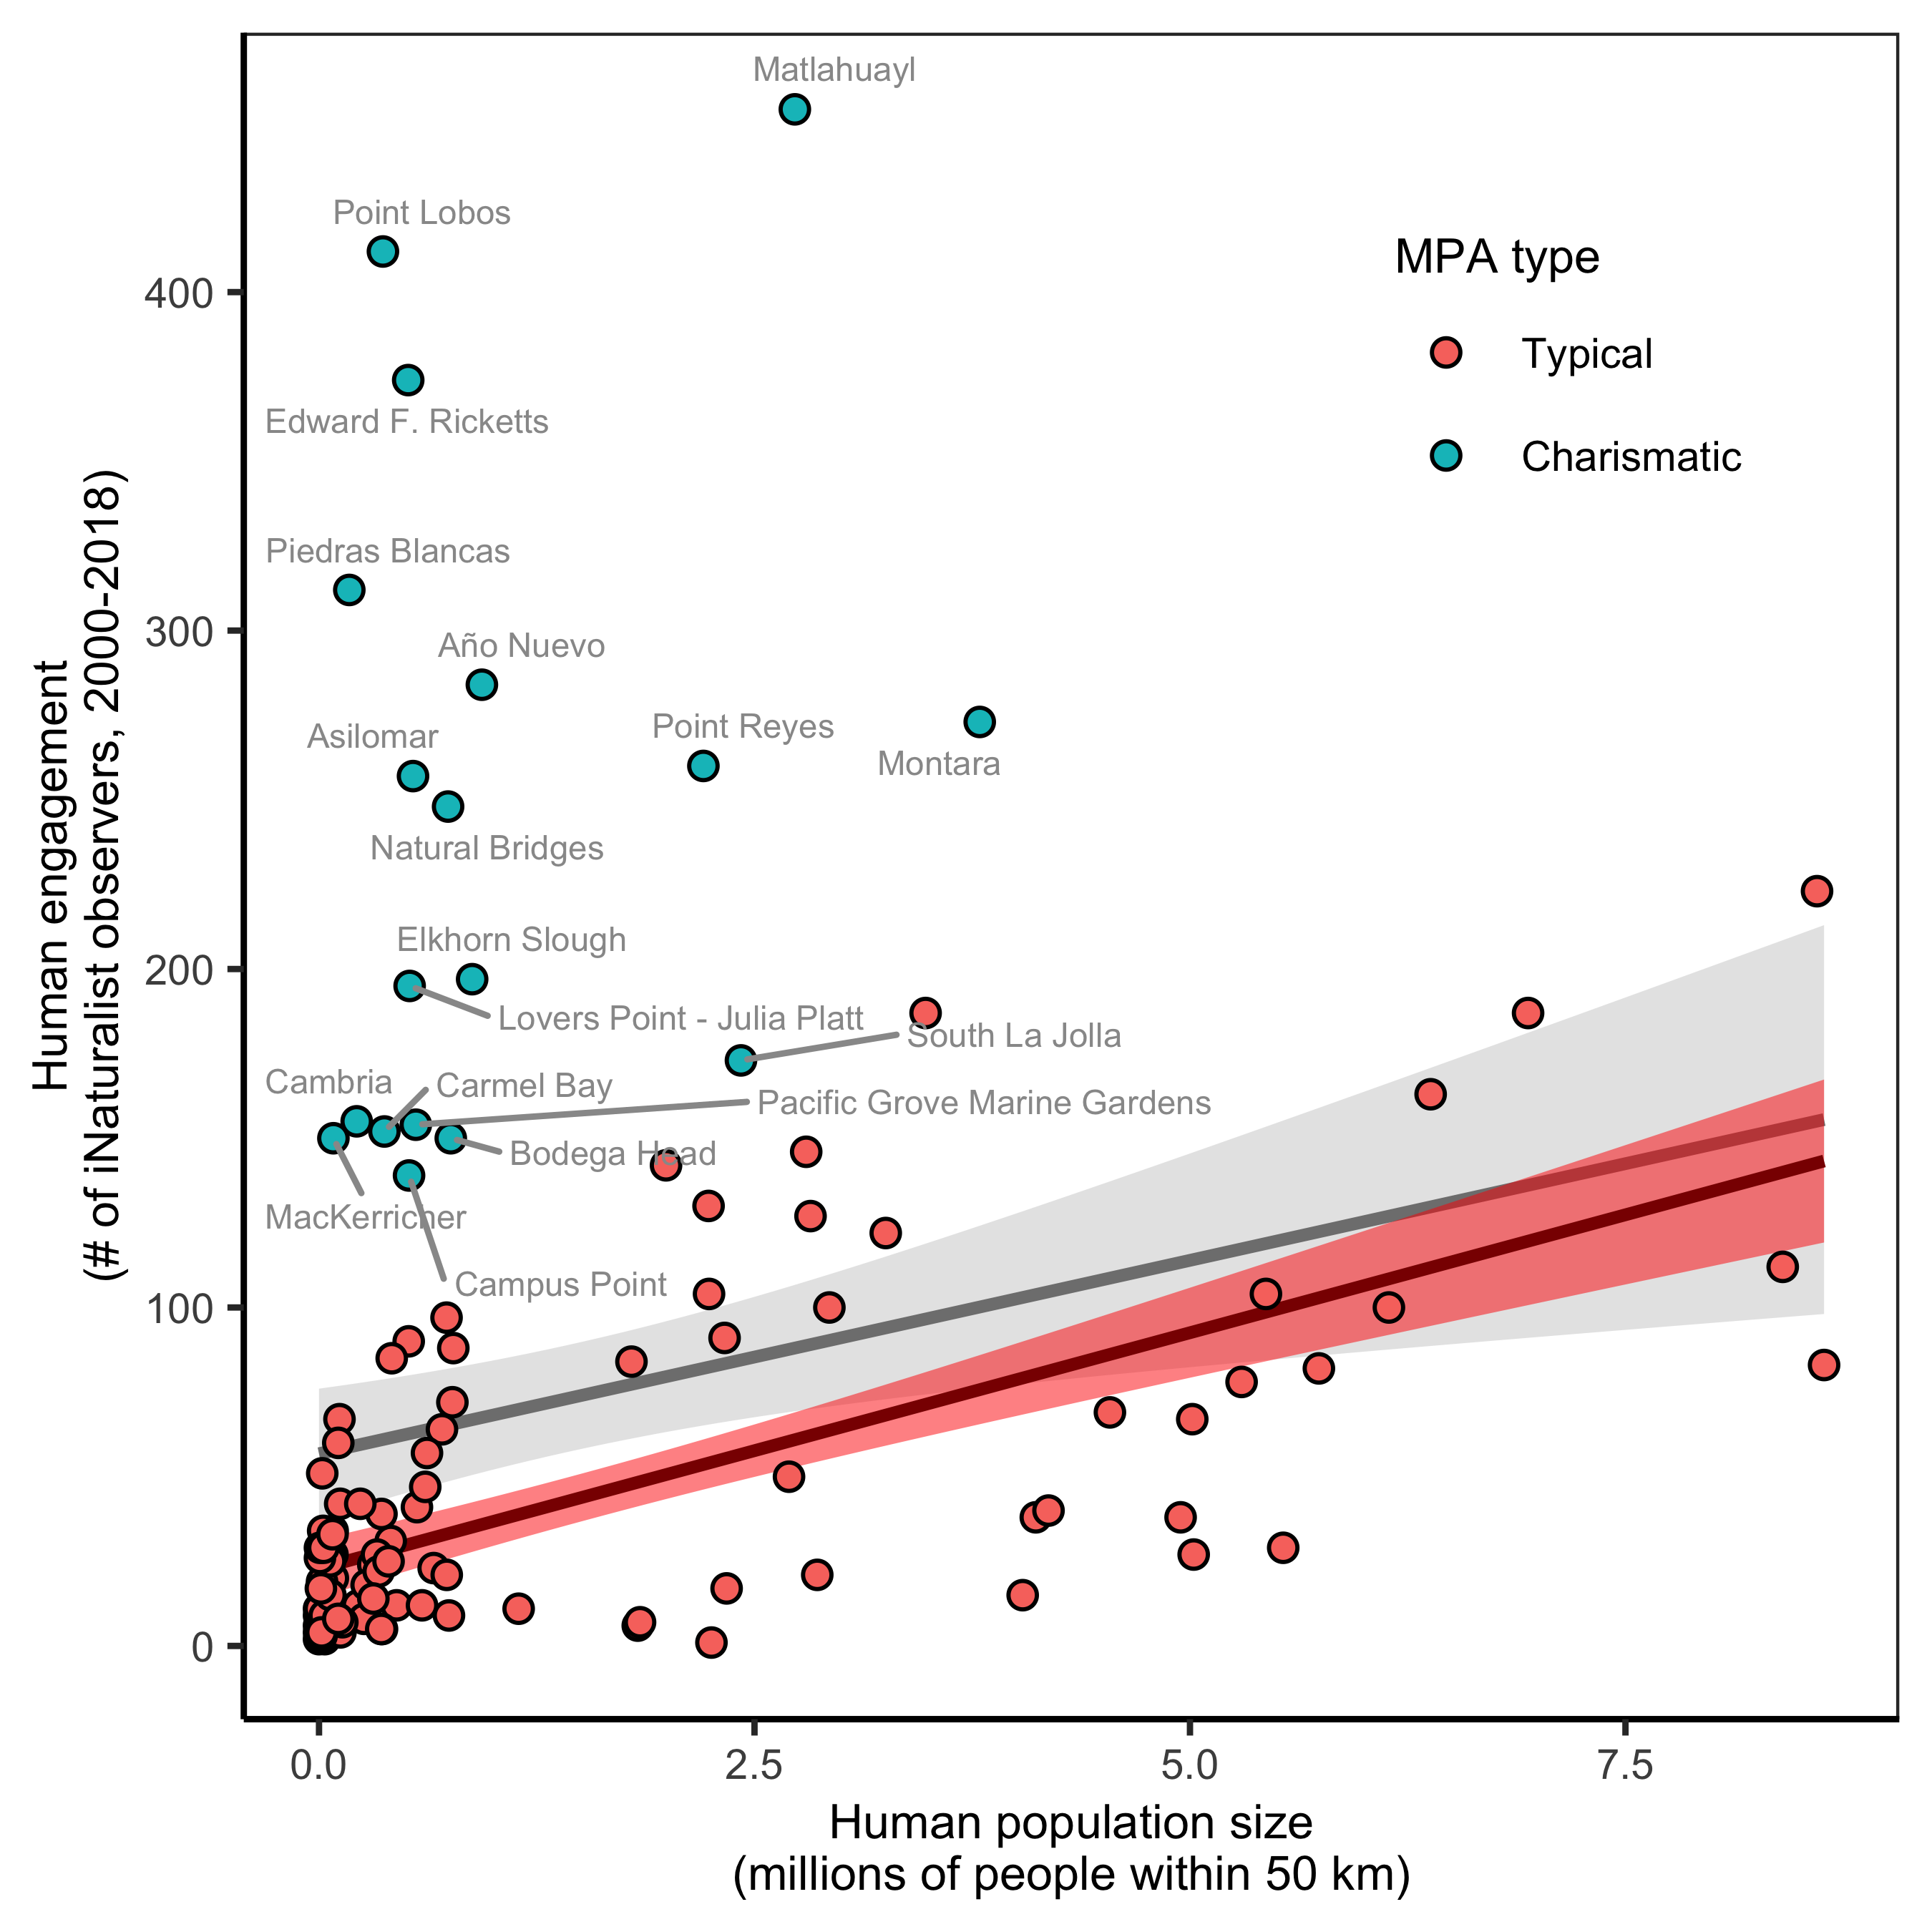 Matlahuayl
Point Lobos
400
MPA type
Typical
Edward F. Ricketts
Charismatic
Piedras Blancas
300
Año Nuevo
Asilomar
Point Reyes
Montara
Natural Bridges
Elkhorn Slough
200
Lovers Point - Julia Platt
South La Jolla
Cambria
Carmel Bay
Pacific Grove Marine Gardens
Bodega Head
MacKerricher
Campus Point
100
0
Human engagement
(# of iNaturalist observers, 2000-2018)
0.0
2.5
5.0
7.5
Human population size
(millions of people within 50 km)